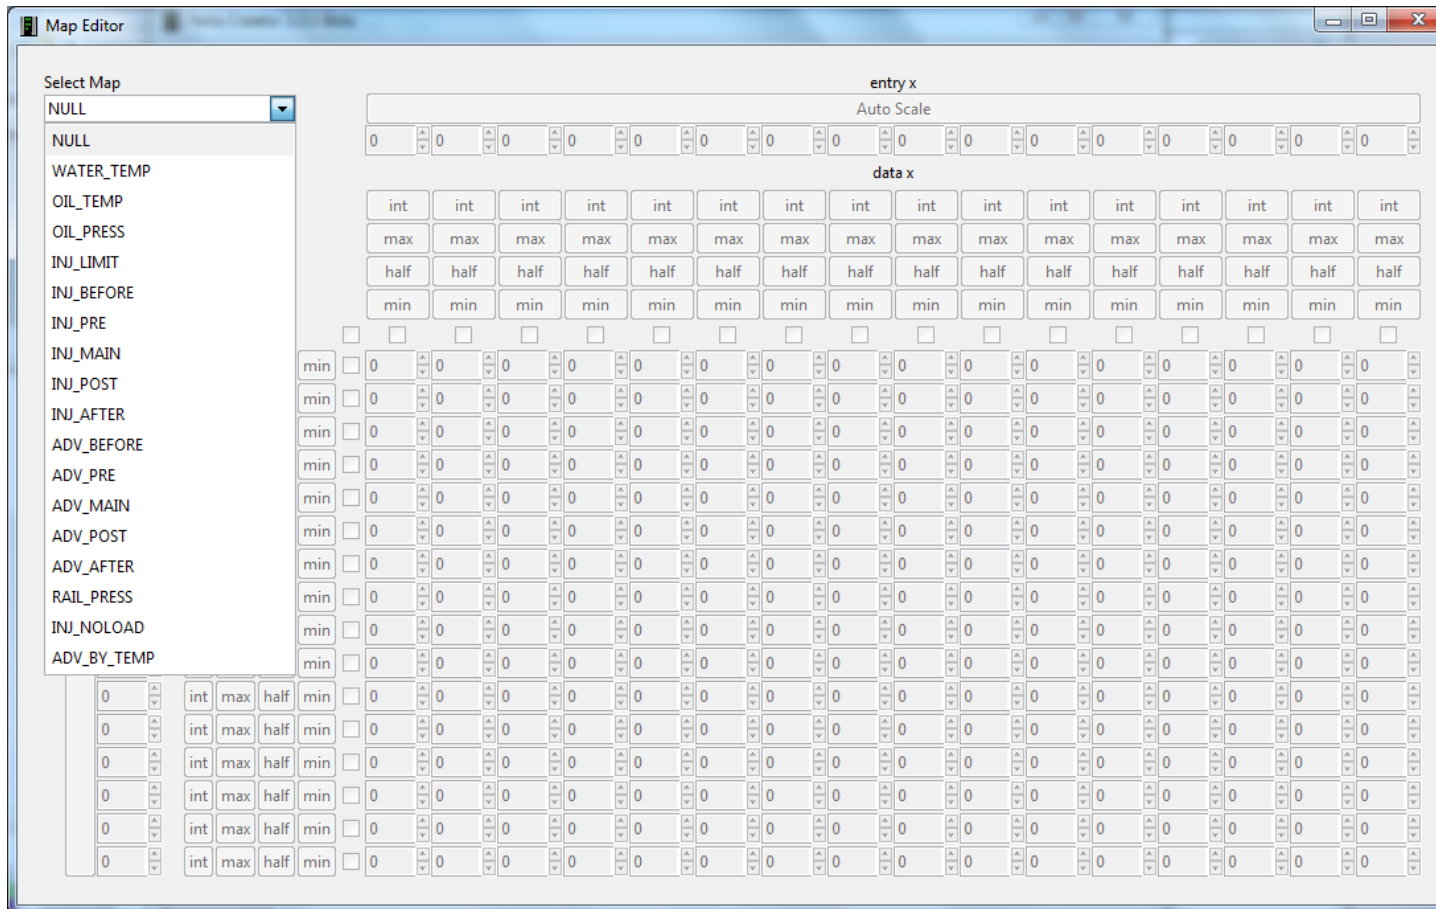 Map Editor
Select Map
entry x
NULL
Auto Scale
NULL
0 0 0 0 0 0 0 0 0 0 0 0 0 0 0 0
WATER_TEMP
data x
OIL_TEMP
int int int int int int int int int int int int int int int int
OIL_PRESS
max max max max max max max max max max max max max max max max
INJ_LIMIT
half half half half half half half half half half half half half half half half
INJ_BEFORE
min min min min min min min min min min min min min min min min
INJ_PRE
INJ_MAIN
min 0 0 0 0 0 0 0 0 0 0 0 0 0 0 0 0
INJ_POST
min 0 0 0 0 0 0 0 0 0 0 0 0 0 0 0 0
INJ_AFTER
min 0 0 0 0 0 0 0 0 0 0 0 0 0 0 0 0
ADV_BEFORE
min 0 0 0 0 0 0 0 0 0 0 0 0 0 0 0 0
ADV_PRE
min 0 0 0 0 0 0 0 0 0 0 0 0 0 0 0 0
ADV_MAIN
min 0 0 0 0 0 0 0 0 0 0 0 0 0 0 0 0
ADV_POST
min 0 0 0 0 0 0 0 0 0 0 0 0 0 0 0 0
ADV_AFTER
min 0 0 0 0 0 0 0 0 0 0 0 0 0 0 0 0
RAIL_PRESS
min 0 0 0 0 0 0 0 0 0 0 0 0 0 0 0 0
INJ_NOLOAD
min 0 0 0 0 0 0 0 0 0 0 0 0 0 0 0 0
ADV_BY_TEMP
0 int max half min 0 0 0 0 0 0 0 0 0 0 0 0 0 0 0 0
0 int max half min 0 0 0 0 0 0 0 0 0 0 0 0 0 0 0 0
0 int max half min 0 0 0 0 0 0 0 0 0 0 0 0 0 0 0 0
0 int max half min 0 0 0 0 0 0 0 0 0 0 0 0 0 0 0 0
0 int max half min 0 0 0 0 0 0 0 0 0 0 0 0 0 0 0 0
0 int max half min 0 0 0 0 0 0 0 0 0 0 0 0 0 0 0 0